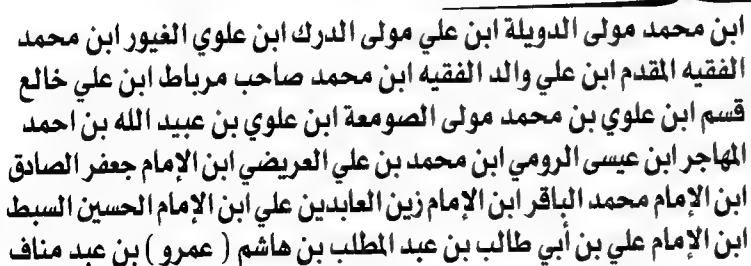 ابن محمد مولى الدويلة ابن علي مولى الدرك ابن علوي الغيور ابن محمد
الفقيه المقدم ابن علي والد الفقيه ابن محمد صاحب مرباط ابن علي خالع
قسم ابن علوي بن محمد مولى الصومعة ابن علوي بن عبيد الله بن احمد
المهاجر ابن عيسى الرومي ابن محمد بن علي العريضي ابن الإمام جعفر الصادق
ابن الإمام محمد الباقر ابن الإمام زين العابدين علي ابن الإمام الحسين السبط
ابن الإمام علي بن أبي طالب بن عبد المطلب بن هاشم ( عمرو ) بن عبد مناف